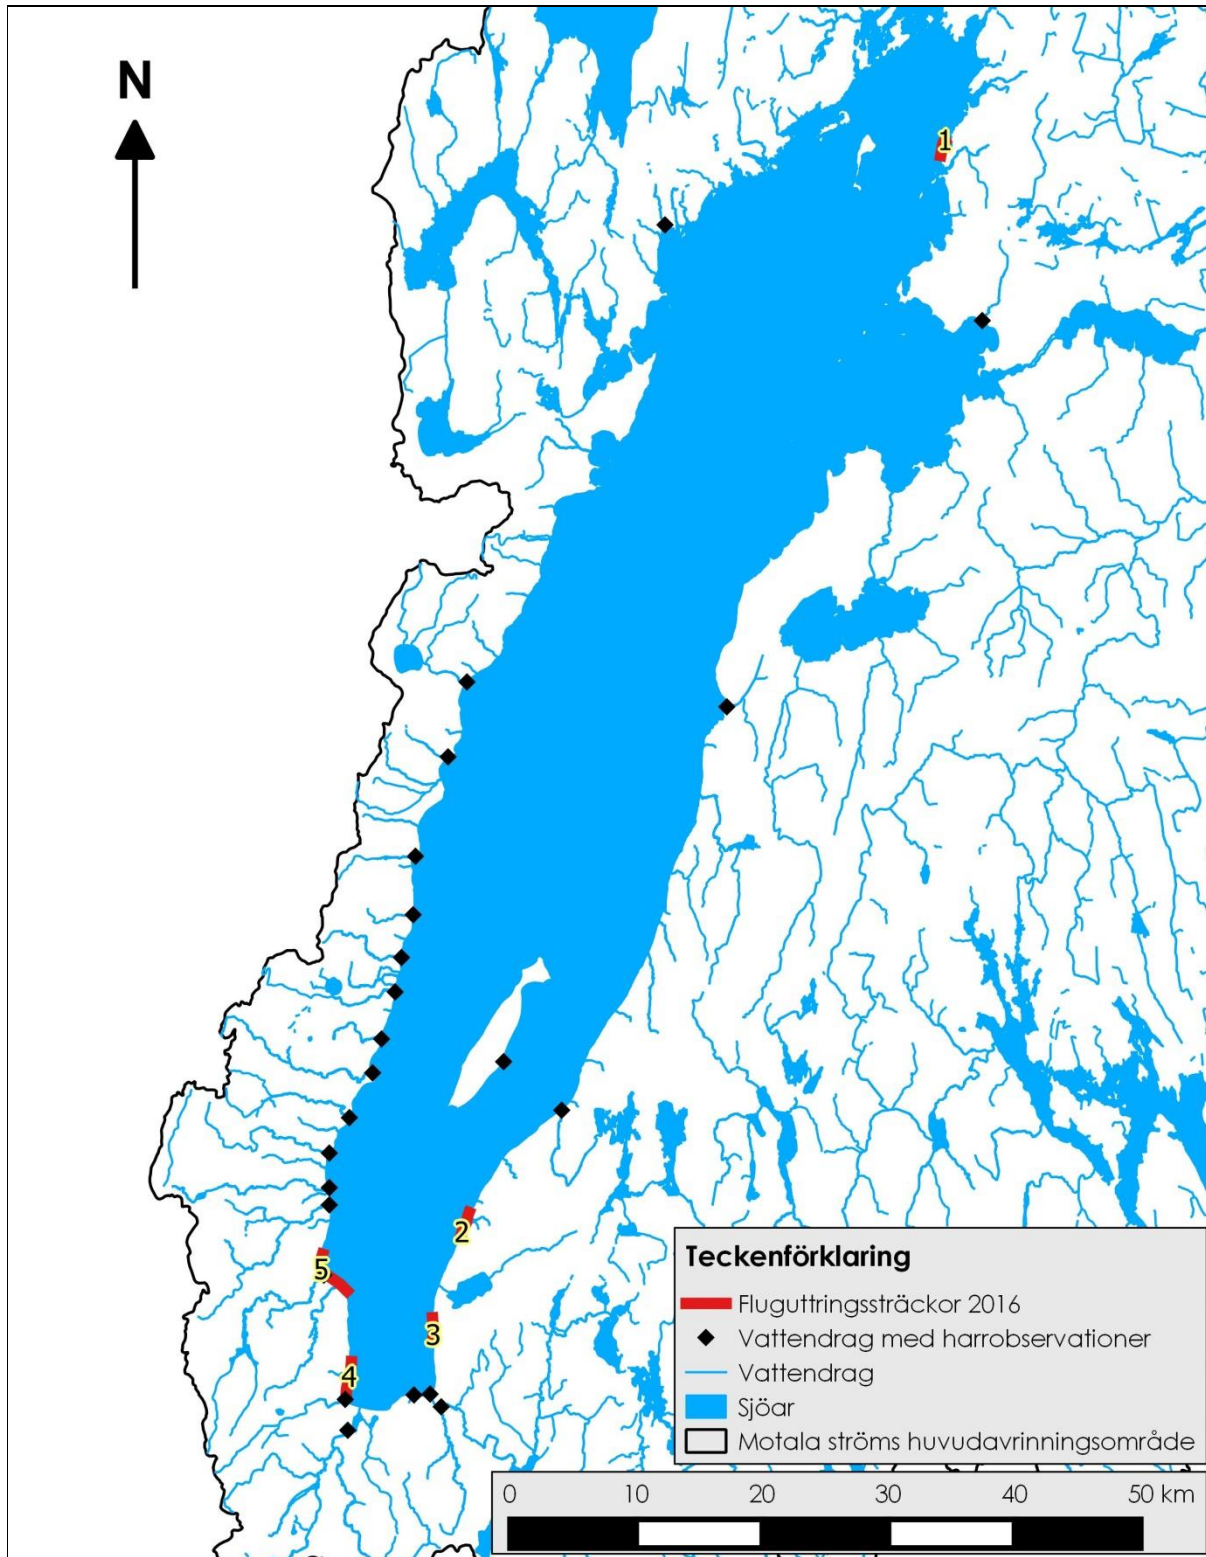 N
1
2
5
3
4
Teckenförklaring
Fluguttringssträckor 2016
Vattendrag med harrobservationer
Vattendrag
Sjöar
Motala ströms huvudavrinningsområde
0 10 20 30 40 50 km